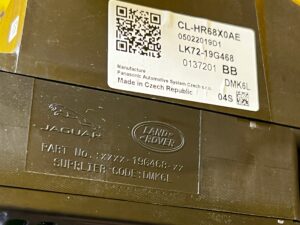 CL-HR68X0AE
05022019D1
LK72-19G468
0137201 BB
Manufacture
Panasonic Automotive System Czech s.r.o.
DMK6L
Made in Czech Republic
04S
JAGUAR
LAND-
ROVER
PART No.:XXXX-19G468-XX
SUPPLIER CODE:DMK6L